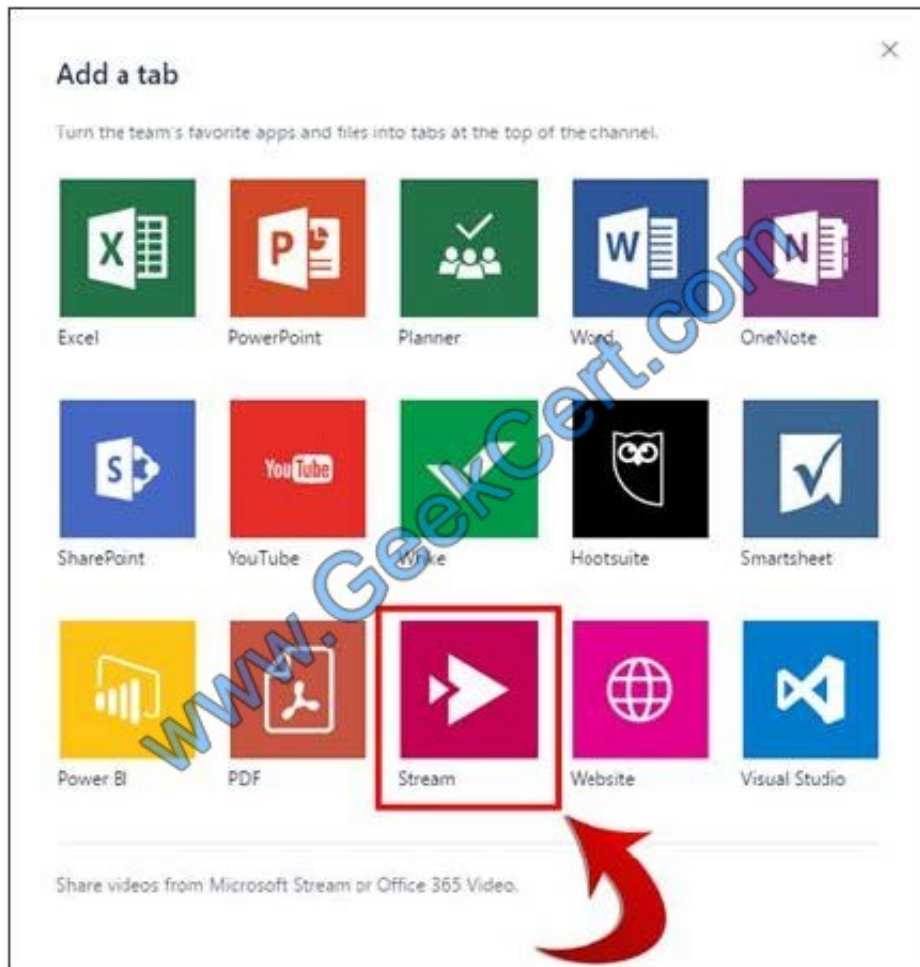 Add a tab
Turn the team's favorite apps and files into tabs at the top of the channel.
X
P
W
N
Excel
PowerPoint
Planner
Word
OneNote
S
YouTube
SharePoint
YouTube
Wrike
Hootsuite
Smartsheet
Power BI
PDF
Stream
Website
Visual Studio
Share videos from Microsoft Stream or Office 365 Video.
www.GeekCert.com